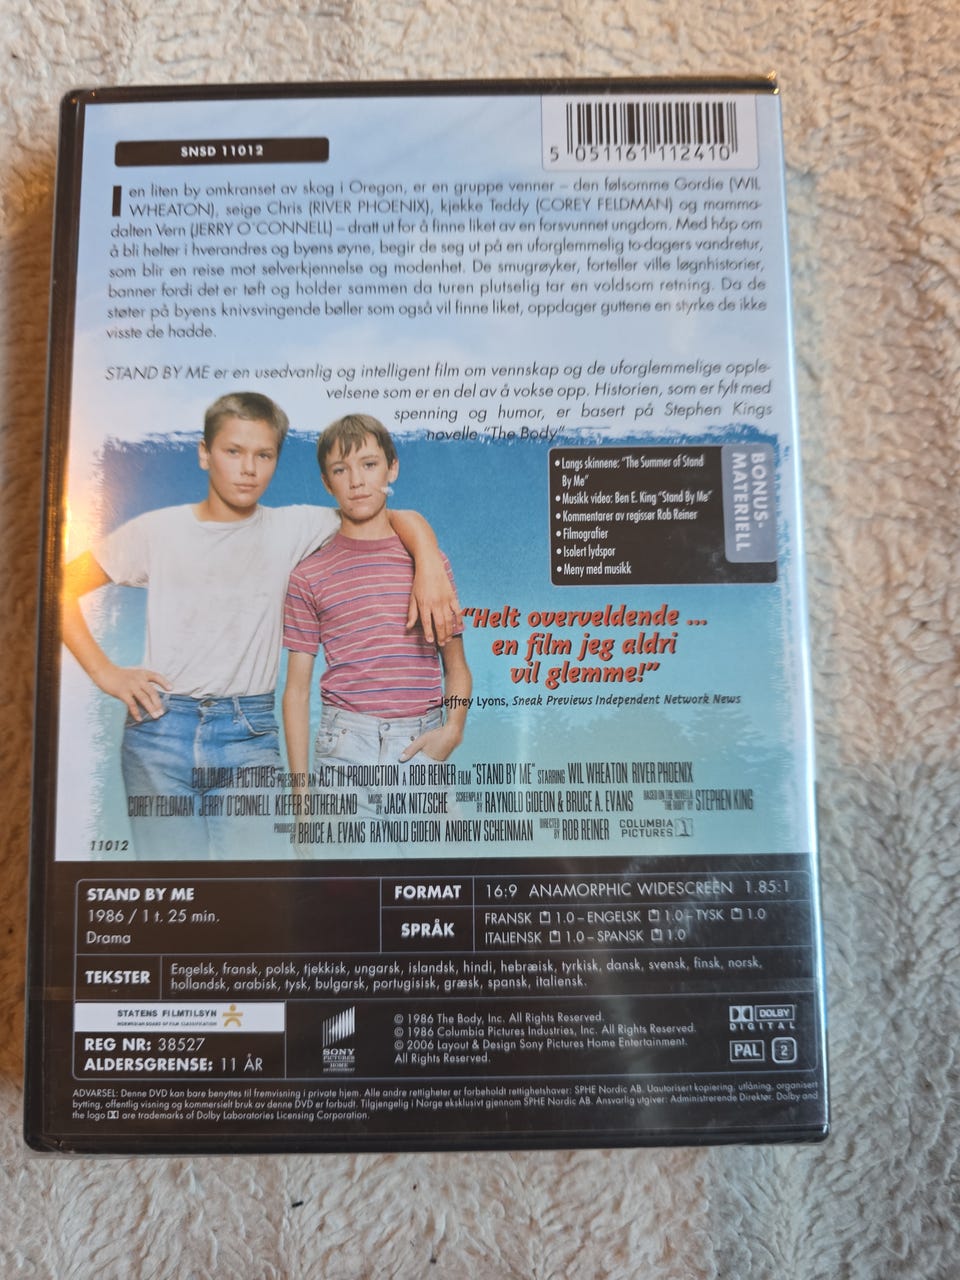 SNSD 11012
5 051161 112410
I en liten by omkranset av skog i Oregon, er en gruppe venner – den følsomme Gordie (WIL
WHEATON), seige Chris (RIVER PHOENIX), kjekke Teddy (COREY FELDMAN) og mamma-
dalten Vern (JERRY O'CONNELL) – dratt ut for å finne liket av en forsvunnet ungdom. Med håp om
å bli helter i hverandres og byens øyne, begir de seg ut på en uforglemmelig to-dagers vandretur,
som blir en reise mot selverkjennelse og modenhet. De smugrøyker, forteller ville løgnhistorier,
banner fordi det er tøft og holder sammen da turen plutselig tar en voldsom retning. Da de
støter på byens knivsvingende bøller som også vil finne liket, oppdager guttene en styrke de ikke
visste de hadde.
STAND BY ME er en usedvanlig og intelligent film om vennskap og de uforglemmelige opple-
velsene som er en del av å vokse opp. Historien, som er fylt med
spenning og humor, er basert på Stephen Kings
novelle "The Body"
BONUS-
MATERIELL
• Langs skinnene: "The Summer of Stand
By Me"
• Musikk video: Ben E. King "Stand By Me"
• Kommentarer av regissør Rob Reiner
• Filmografier
• Isolert lydspor
• Meny med musikk
"Helt overveldende ...
en film jeg aldri
vil glemme!"
– Jeffrey Lyons, Sneak Previews Independent Network News
COLUMBIA PICTURES PRESENTS AN ACT III PRODUCTION A ROB REINER FILM "STAND BY ME" STARRING WIL WHEATON RIVER PHOENIX
COREY FELDMAN JERRY O'CONNELL KIEFER SUTHERLAND MUSIC BY JACK NITZSCHE SCREENPLAY BY RAYNOLD GIDEON & BRUCE A. EVANS BASED ON THE NOVELLA "THE BODY" BY STEPHEN KING
PRODUCED BY BRUCE A. EVANS RAYNOLD GIDEON ANDREW SCHEINMAN DIRECTED BY ROB REINER COLUMBIA PICTURES
11012
STAND BY ME
1986 / 1 t. 25 min.
Drama
FORMAT 16:9 ANAMORPHIC WIDESCREEN 1.85:1
SPRÅK FRANSK 1.0 – ENGELSK 1.0 – TYSK 1.0
ITALIENSK 1.0 – SPANSK 1.0
TEKSTER Engelsk, fransk, polsk, tjekkisk, ungarsk, islandsk, hindi, hebræisk, tyrkisk, dansk, svensk, finsk, norsk,
hollandsk, arabisk, tysk, bulgarsk, portugisisk, græsk, spansk, italiensk.
STATENS FILMTILSYN
NORWEGIAN BOARD OF FILM CLASSIFICATION
REG NR: 38527
ALDERSGRENSE: 11 ÅR
SONY
PICTURES
HOME
ENTERTAINMENT
© 1986 The Body, Inc. All Rights Reserved.
© 1986 Columbia Pictures Industries, Inc. All Rights Reserved.
© 2006 Layout & Design Sony Pictures Home Entertainment.
All Rights Reserved.
DOLBY
DIGITAL
PAL 2
ADVARSEL: Denne DVD kan bare benyttes til fremvisning i private hjem. Alle andre rettigheter er forbeholdt rettighetshaver: SPHE Nordic AB. Uautorisert kopiering, utlåning, organisert
bytting, offentlig visning og kommersielt bruk av denne DVD er forbudt. Tilgjengelig i Norge eksklusivt gjennom SPHE Nordic AB. Ansvarlig utgiver: Administrerende Direktør. Dolby and
the logo are trademarks of Dolby Laboratories Licensing Corporation.